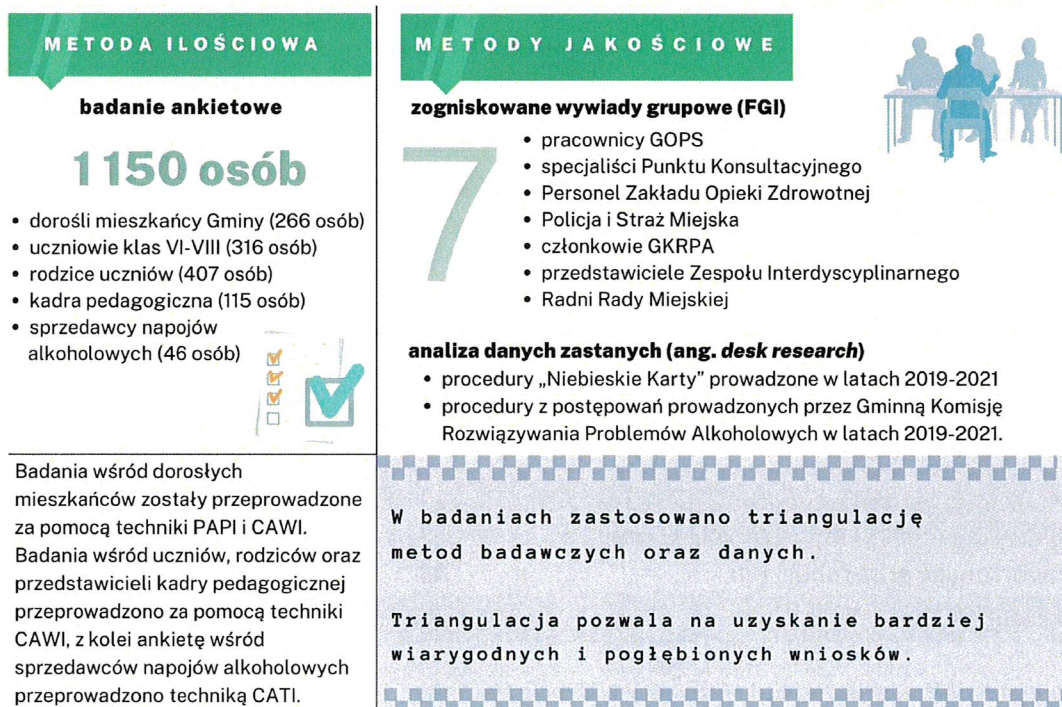 METODA ILOŚCIOWA
badanie ankietowe
1150 osób
• dorośli mieszkańcy Gminy (266 osób)
• uczniowie klas VI-VIII (316 osób)
• rodzice uczniów (407 osób)
• kadra pedagogiczna (115 osób)
• sprzedawcy napojów
alkoholowych (46 osób)
Badania wśród dorosłych
mieszkańców zostały przeprowadzone
za pomocą techniki PAPI i CAWI.
Badania wśród uczniów, rodziców oraz
przedstawicieli kadry pedagogicznej
przeprowadzono za pomocą techniki
CAWI, z kolei ankietę wśród
sprzedawców napojów alkoholowych
przeprowadzono techniką CATI.
METODY JAKOŚCIOWE
zogniskowane wywiady grupowe (FGI)
7
• pracownicy GOPS
• specjaliści Punktu Konsultacyjnego
• Personel Zakładu Opieki Zdrowotnej
• Policja i Straż Miejska
• członkowie GKRPA
• przedstawiciele Zespołu Interdyscyplinarnego
• Radni Rady Miejskiej
analiza danych zastanych (ang. desk research)
• procedury „Niebieskie Karty” prowadzone w latach 2019-2021
• procedury z postępowań prowadzonych przez Gminną Komisję
Rozwiązywania Problemów Alkoholowych w latach 2019-2021.
W badaniach zastosowano triangulację
metod badawczych oraz danych.
Triangulacja pozwala na uzyskanie bardziej
wiarygodnych i pogłębionych wniosków.